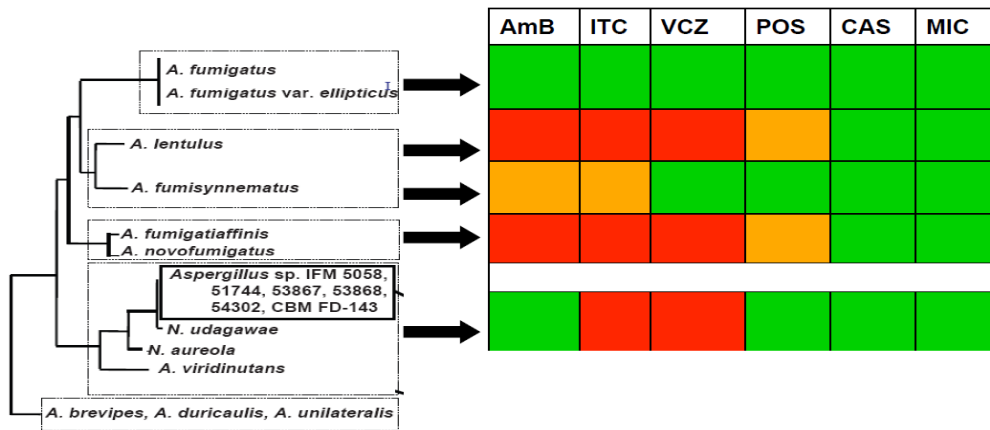 AmB ITC VCZ POS CAS MIC
A. fumigatus
A. fumigatus var. ellipticus
A. lentulus
A. fumisynnematus
A. fumigatiaffinis
A. novofumigatus
Aspergillus sp. IFM 5058,
51744, 53867, 53868,
54302, CBM FD-143
N. udagawae
N. aureola
A. viridinutans
A. brevipes, A. duricaulis, A. unilateralis